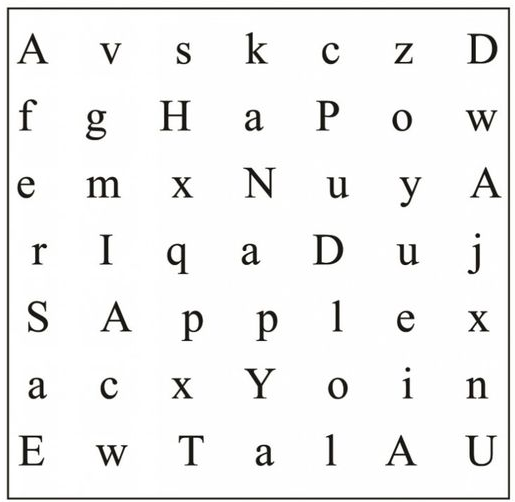 A v s k c z D
f g H a P o w
e m x N u y A
r I q a D u j
S A p p l e x
a c x Y o i n
E w T a l A U